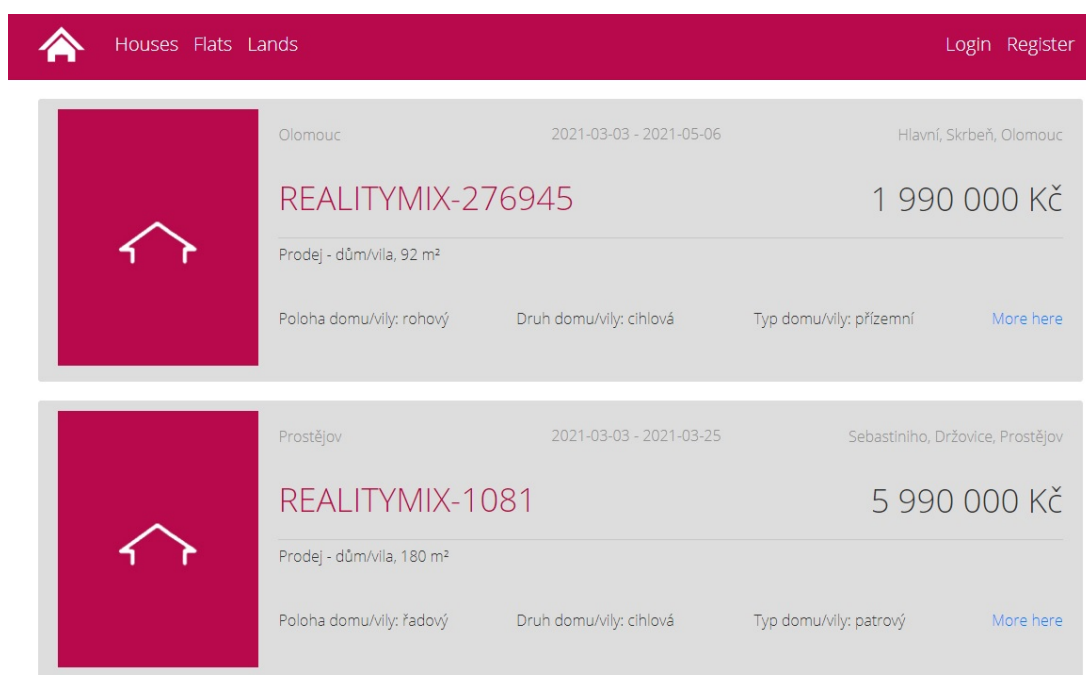 Houses Flats Lands Login Register
Olomouc 2021-03-03 - 2021-05-06 Hlavní, Skrbeň, Olomouc
REALITYMIX-276945 1 990 000 Kč
Prodej - dům/vila, 92 m²
Poloha domu/vily: rohový Druh domu/vily: cihlová Typ domu/vily: přízemní More here
Prostějov 2021-03-03 - 2021-03-25 Sebastiniho, Držovice, Prostějov
REALITYMIX-1081 5 990 000 Kč
Prodej - dům/vila, 180 m²
Poloha domu/vily: řadový Druh domu/vily: cihlová Typ domu/vily: patrový More here